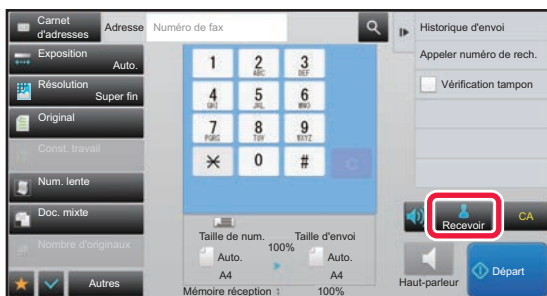 Carnet
d'adresses
Adresse
Numéro de fax
Exposition
Auto.
Résolution
Super fin
Original
Const. travail
Num. lente
Doc. mixte
Nombre d'originaux
Autres
1
2
ABC
3
DEF
4
GHI
5
JKL
6
MNO
7
PQRS
8
TUV
9
WXYZ
0
#
C
Taille de num.
100%
Taille d'envoi
Auto.
A4
Auto.
A4
Mémoire réception :
100%
Historique d'envoi
Appeler numéro de rech.
Vérification tampon
Recevoir
CA
Haut-parleur
Départ